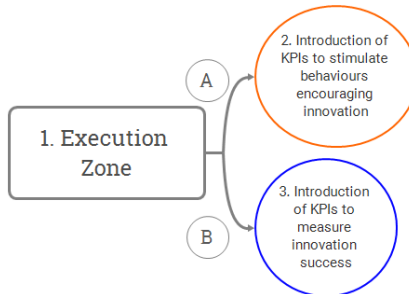 1. Execution
Zone
A
2. Introduction of
KPIs to stimulate
behaviours
encouraging
innovation
B
3. Introduction
of KPIs to
measure
innovation
success